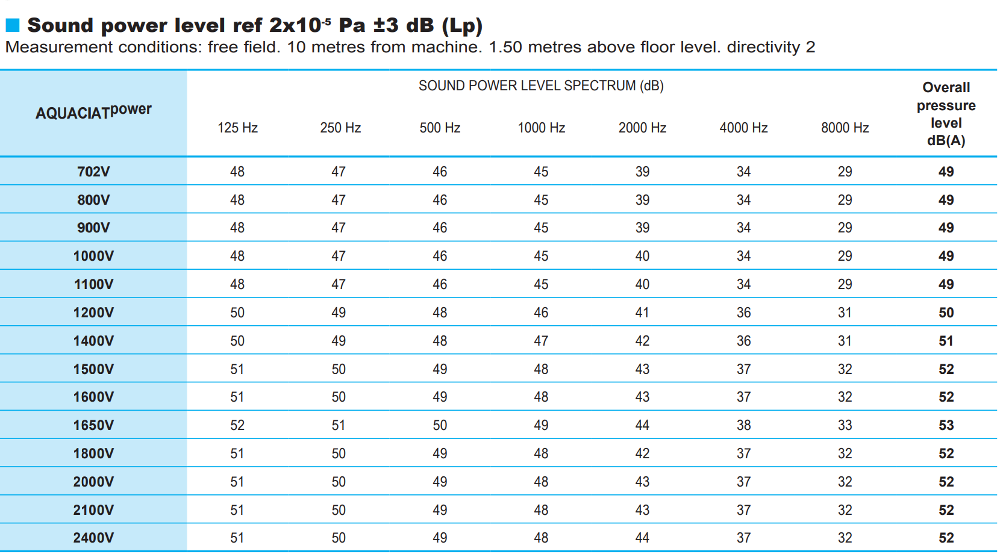 Sound power level ref 2x10-5 Pa ±3 dB (Lp)
Measurement conditions: free field. 10 metres from machine. 1.50 metres above floor level. directivity 2
AQUACIATpower
SOUND POWER LEVEL SPECTRUM (dB)
Overall
pressure
level
dB(A)
125 Hz 250 Hz 500 Hz 1000 Hz 2000 Hz 4000 Hz 8000 Hz
702V 48 47 46 45 39 34 29 49
800V 48 47 46 45 39 34 29 49
900V 48 47 46 45 39 34 29 49
1000V 48 47 46 45 40 34 29 49
1100V 48 47 46 45 40 34 29 49
1200V 50 49 48 46 41 36 31 50
1400V 50 49 48 47 42 36 31 51
1500V 51 50 49 48 43 37 32 52
1600V 51 50 49 48 43 37 32 52
1650V 52 51 50 49 44 38 33 53
1800V 51 50 49 48 42 37 32 52
2000V 51 50 49 48 43 37 32 52
2100V 51 50 49 48 43 37 32 52
2400V 51 50 49 48 44 37 32 52